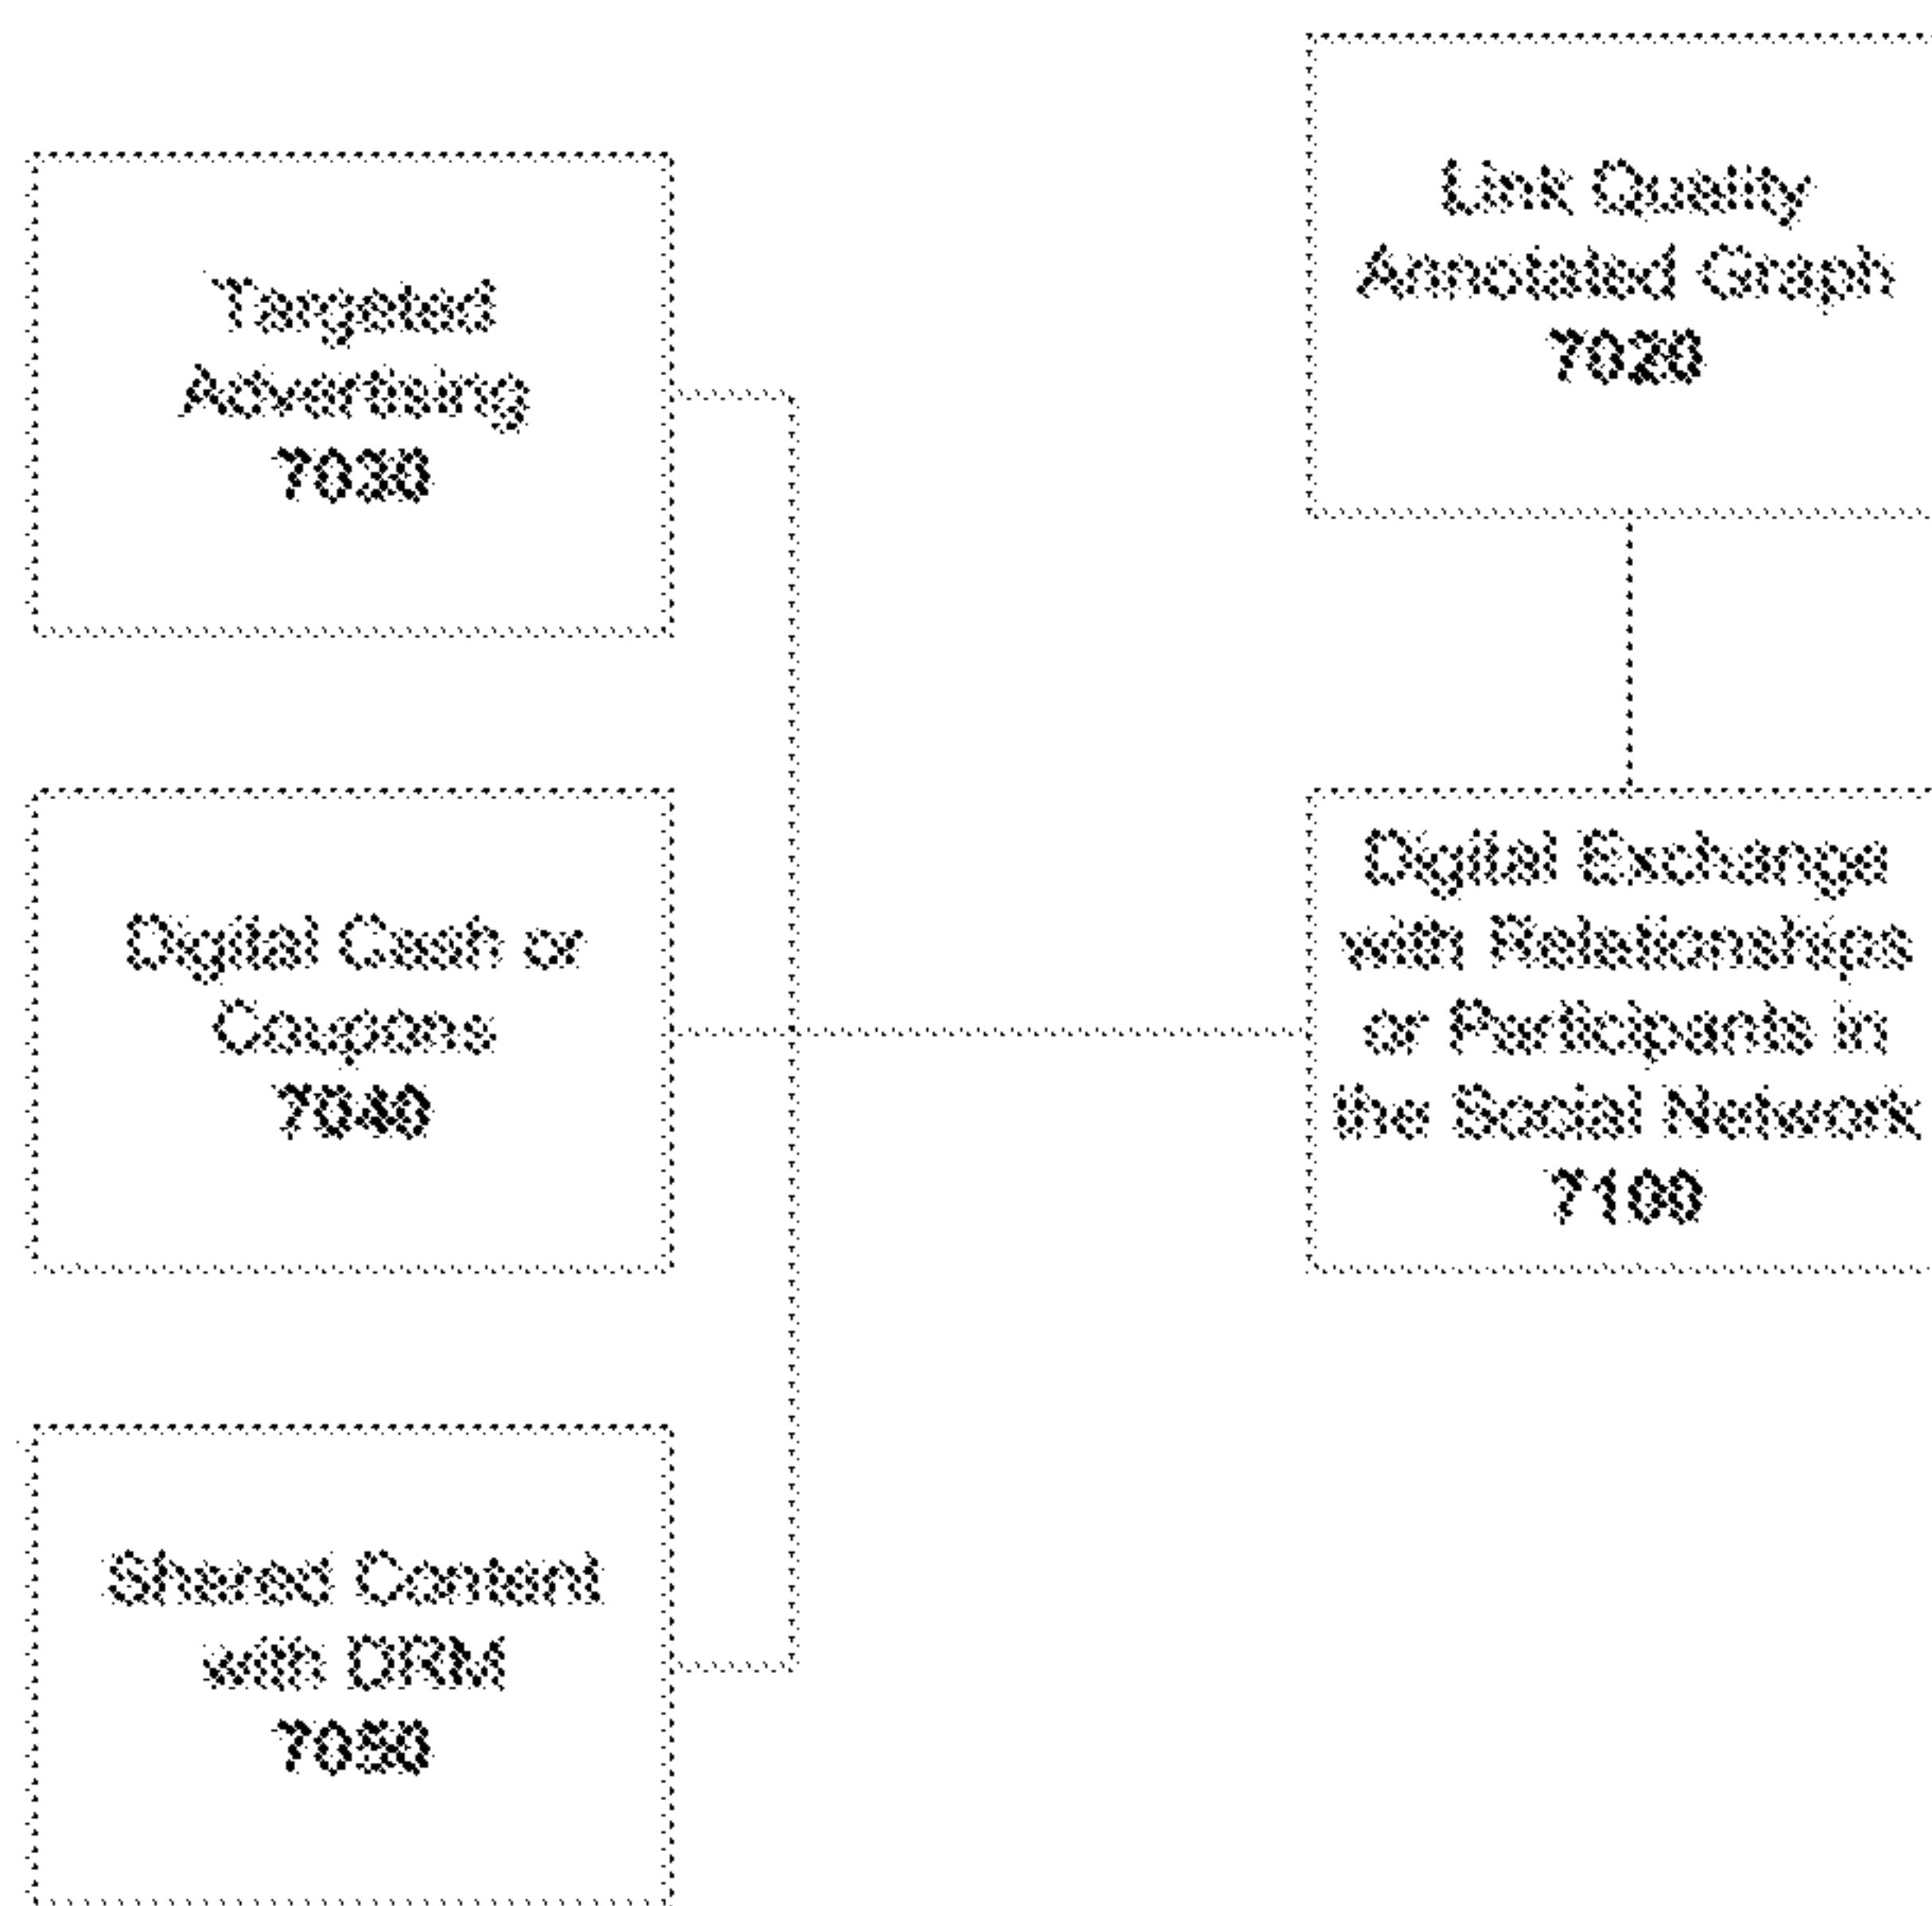 Link Quality
Annotated Graph
7020
Targeted
Advertising
7030
Digital Exchange
with Relationships
or Participants in
the Social Network
7100
Digital Cash or
Coupons
7040
Shared Content
with DRM
7050